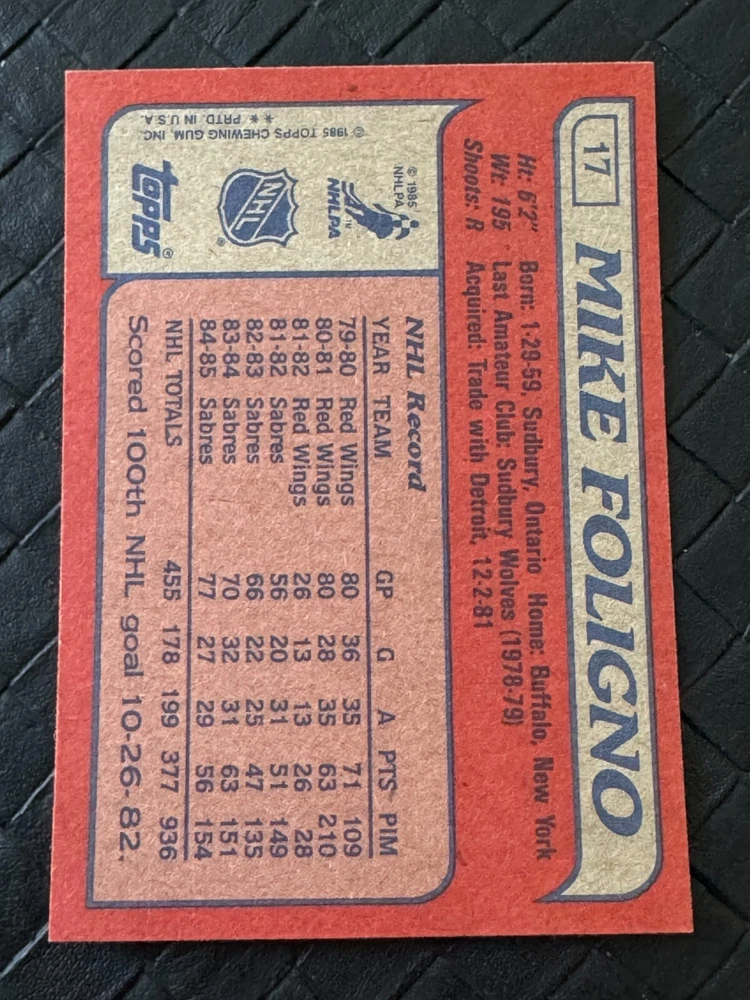 17
MIKE FOLIGNO
Ht: 6'2" Born: 1-29-59, Sudbury, Ontario Home: Buffalo, New York
Wt: 195 Last Amateur Club: Sudbury Wolves (1978-79)
Shoots: R Acquired: Trade with Detroit, 12-2-81
© 1985
NHLPA
NHLPA
TM
NHL
®
topps®
© 1985 TOPPS CHEWING GUM, INC.
** PRTD. IN U.S.A.
NHL Record
YEAR TEAM GP G A PTS PIM
79-80 Red Wings 80 36 35 71 109
80-81 Red Wings 80 28 35 63 210
81-82 Red Wings 26 13 13 26 28
81-82 Sabres 56 20 31 51 149
82-83 Sabres 66 22 25 47 135
83-84 Sabres 70 32 31 63 151
84-85 Sabres 77 27 29 56 154
NHL TOTALS 455 178 199 377 936
Scored 100th NHL goal 10-26-82.